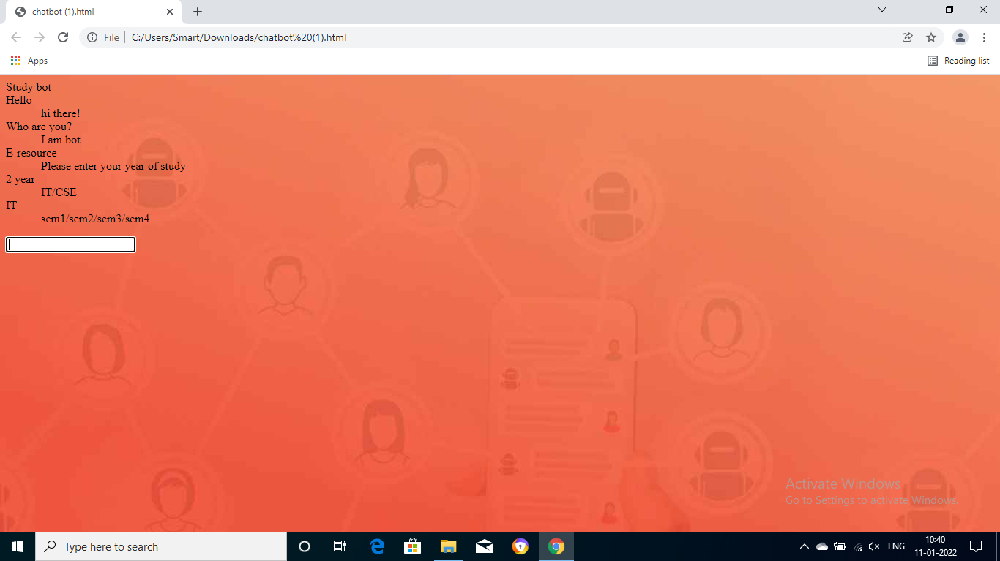 chatbot (1).html
File
C:/Users/Smart/Downloads/chatbot%20(1).html
Apps
Reading list
Study bot
Hello
hi there!
Who are you?
I am bot
E-resource
Please enter your year of study
2 year
IT/CSE
IT
sem1/sem2/sem3/sem4
Activate Windows
Go to Settings to activate Windows.
Type here to search
ENG
10:40
11-01-2022